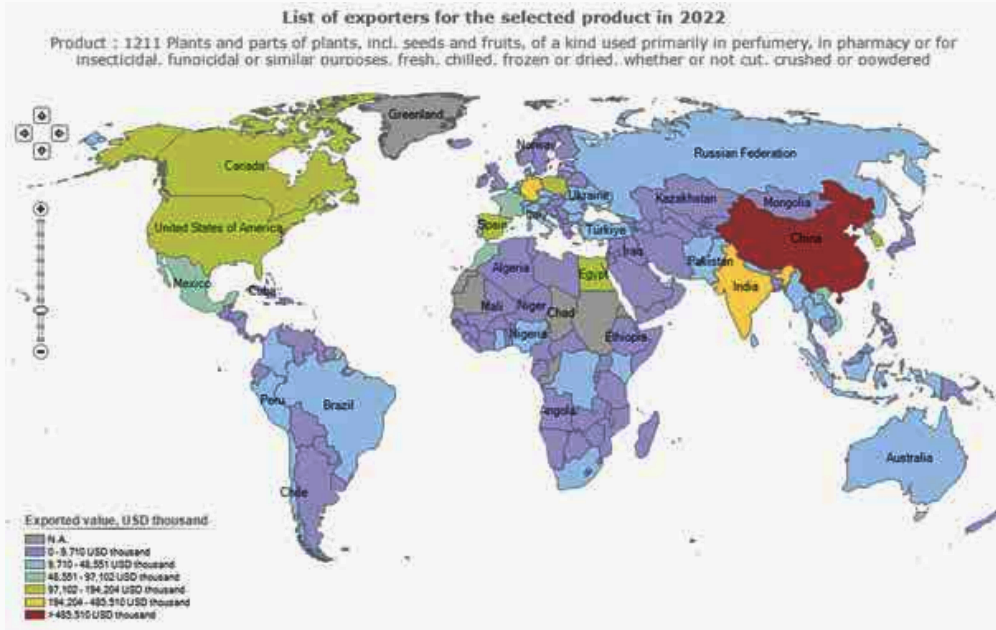 List of exporters for the selected product in 2022
Product : 1211 Plants and parts of plants, incl. seeds and fruits, of a kind used primarily in perfumery, in pharmacy or for
insecticidal, fungicidal or similar purposes, fresh, chilled, frozen or dried, whether or not cut, crushed or powdered
Greenland
Norway
Russian Federation
Canada
Ukraine
Kazakhstan
Mongolia
United States of America
Spain
Italy
Türkiye
China
Iraq
Pakistan
Algeria
Egypt
India
Mexico
Cuba
Mali
Niger
Chad
Nigeria
Ethiopia
Peru
Brazil
Angola
Australia
Chile
Exported value, USD thousand
N.A.
0 - 9,710 USD thousand
9,710 - 48,551 USD thousand
48,551 - 97,102 USD thousand
97,102 - 194,204 USD thousand
194,204 - 485,510 USD thousand
> 485,510 USD thousand